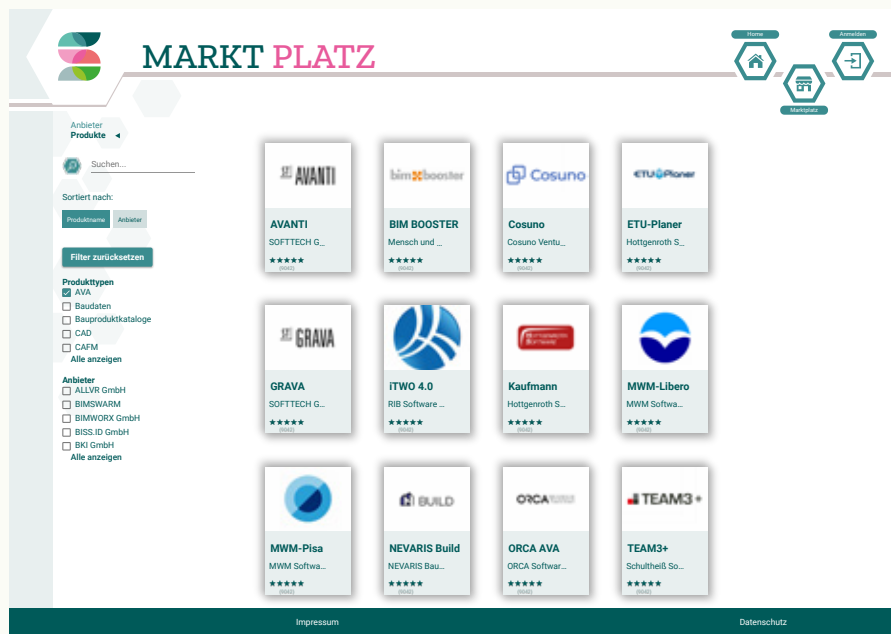 MARKT PLATZ
Home
Anmelden
Marktplatz
Anbieter
Produkte
Suchen...
Sortiert nach:
Produktname
Anbieter
Filter zurücksetzen
Produkttypen
AVA
Baudaten
Bauproduktkataloge
CAD
CAFM
Alle anzeigen
Anbieter
ALLVR GmbH
BIMSWARM
BIMWORX GmbH
BISS.ID GmbH
BKI GmbH
Alle anzeigen
AVANTI
AVANTI
SOFTTECH G...
bim booster
BIM BOOSTER
Mensch und ...
Cosuno
Cosuno
Cosuno Ventu...
ETU Planer
ETU-Planer
Hottgenroth S...
GRAVA
GRAVA
SOFTTECH G...
iTWO 4.0
RIB Software ...
Kaufmann
Hottgenroth S...
MWM-Libero
MWM Softwa...
MWM-Pisa
MWM Softwa...
BUILD
NEVARIS Build
NEVARIS Bau...
ORCA
ORCA AVA
ORCA Softwar...
TEAM3+
TEAM3+
Schultheiß So...
Impressum
Datenschutz